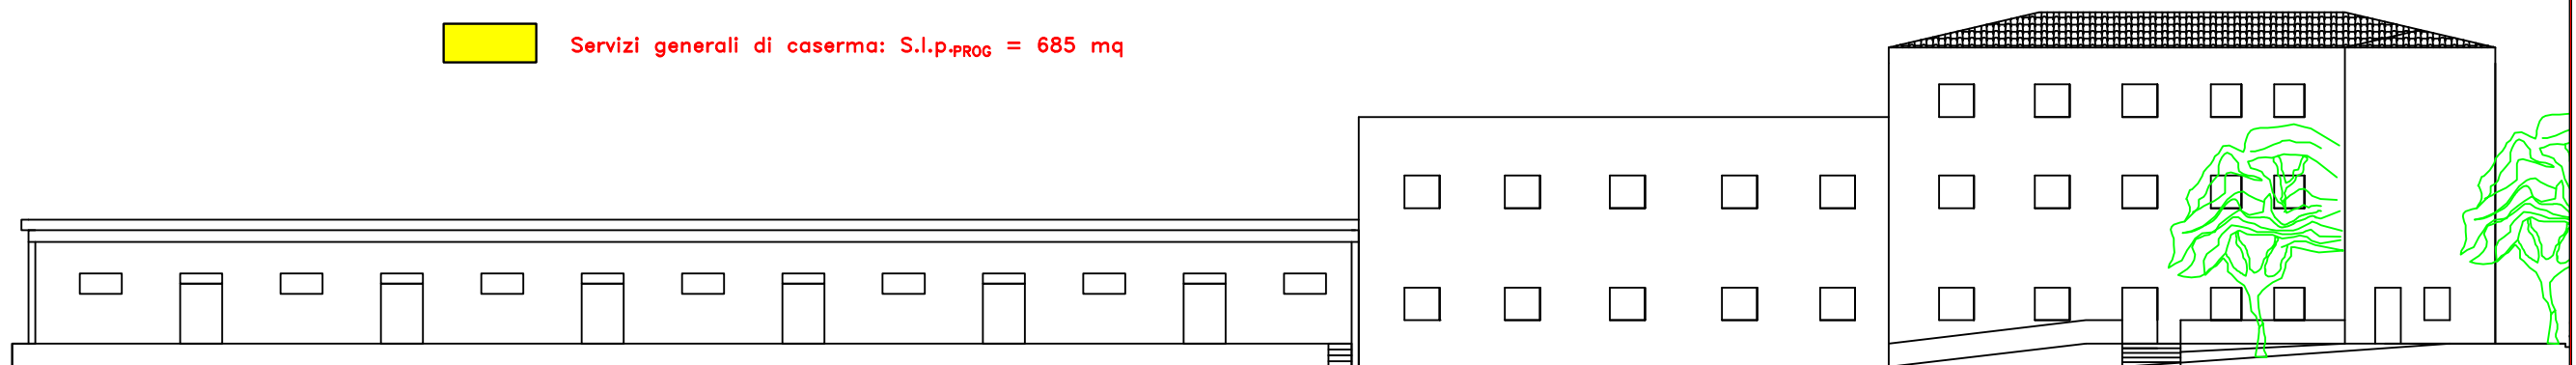 Servizi generali di caserma: S.l.p.PROG = 685 mq